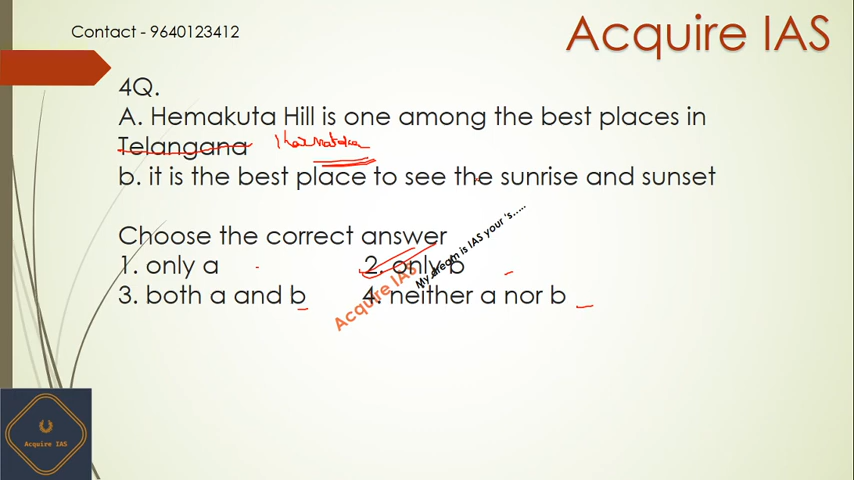 Contact - 9640123412
Acquire IAS
4Q.
A. Hemakuta Hill is one among the best places in
Telangana Karnataka
b. it is the best place to see the sunrise and sunset
Choose the correct answer
1. only a 2. only b
3. both a and b 4. neither a nor b
Acquire IAS
My dream is IAS your 's.....
Acquire IAS